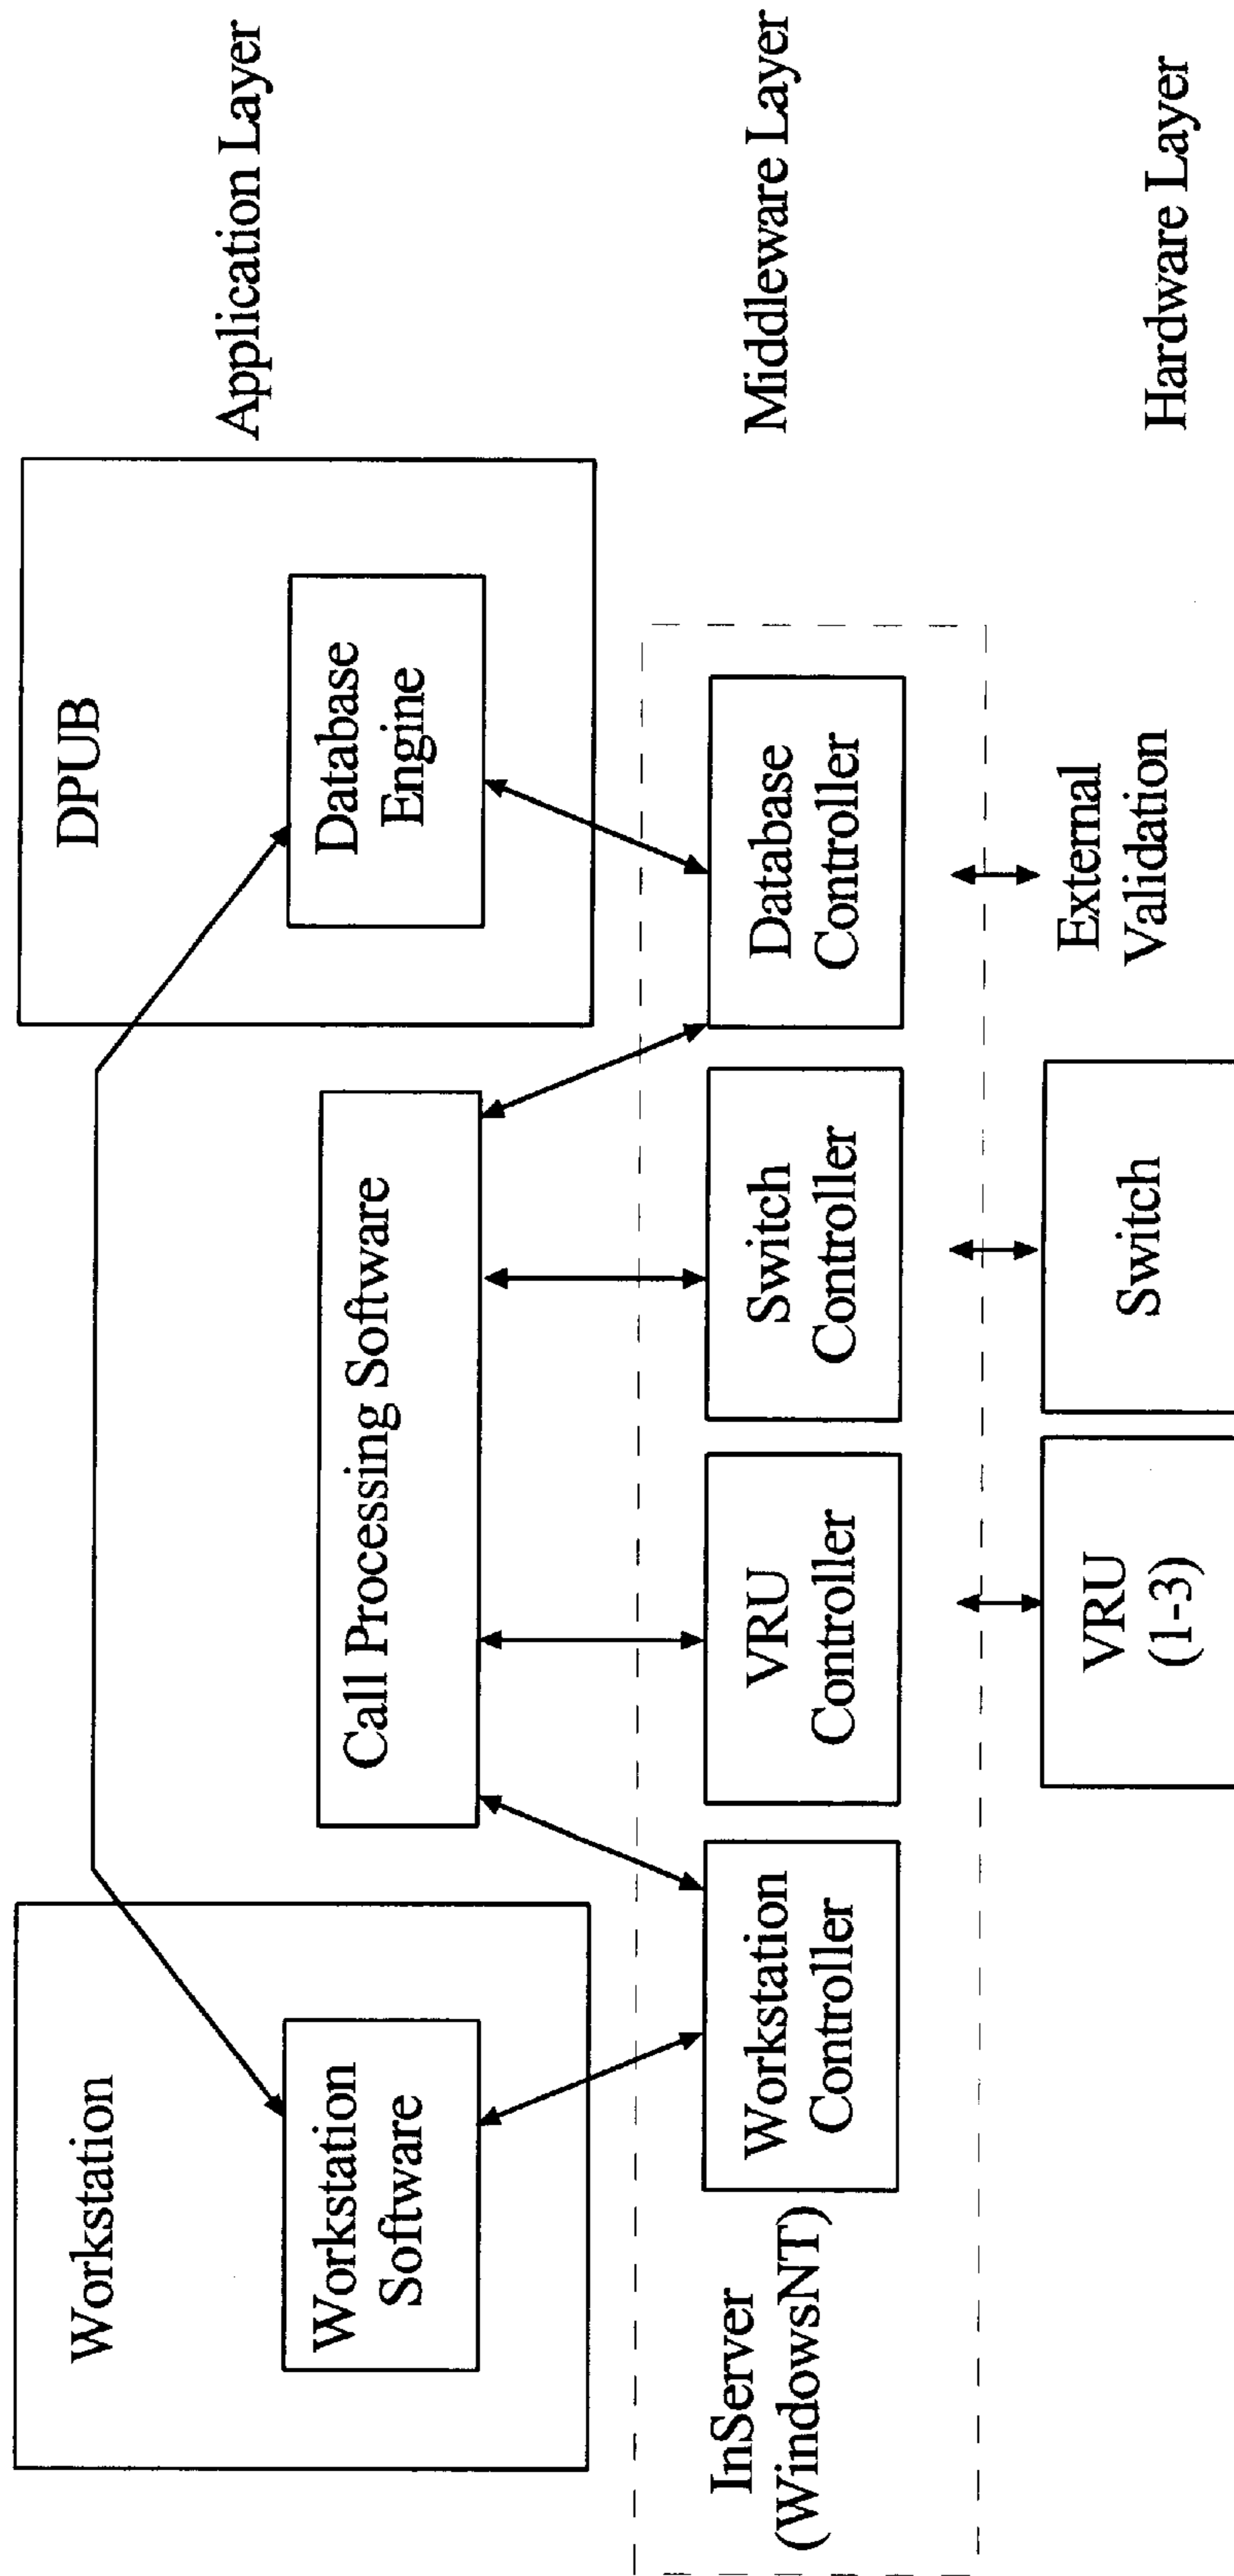 Workstation
DPUB
Application Layer
Workstation
Software
Call Processing Software
Database
Engine
InServer
(WindowsNT)
Workstation
Controller
VRU
Controller
Switch
Controller
Database
Controller
Middleware Layer
VRU
(1-3)
Switch
External
Validation
Hardware Layer